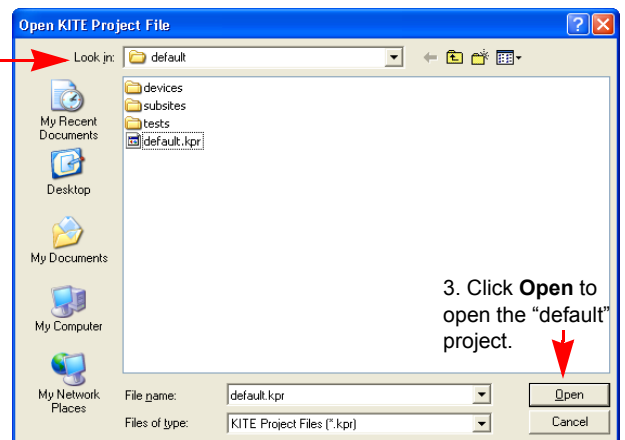 Open KITE Project File
Look in:
default
devices
subsites
tests
default.kpr
My Recent
Documents
Desktop
My Documents
My Computer
My Network
Places
3. Click Open to
open the “default”
project.
File name:
default.kpr
Open
Files of type:
KITE Project Files (*.kpr)
Cancel